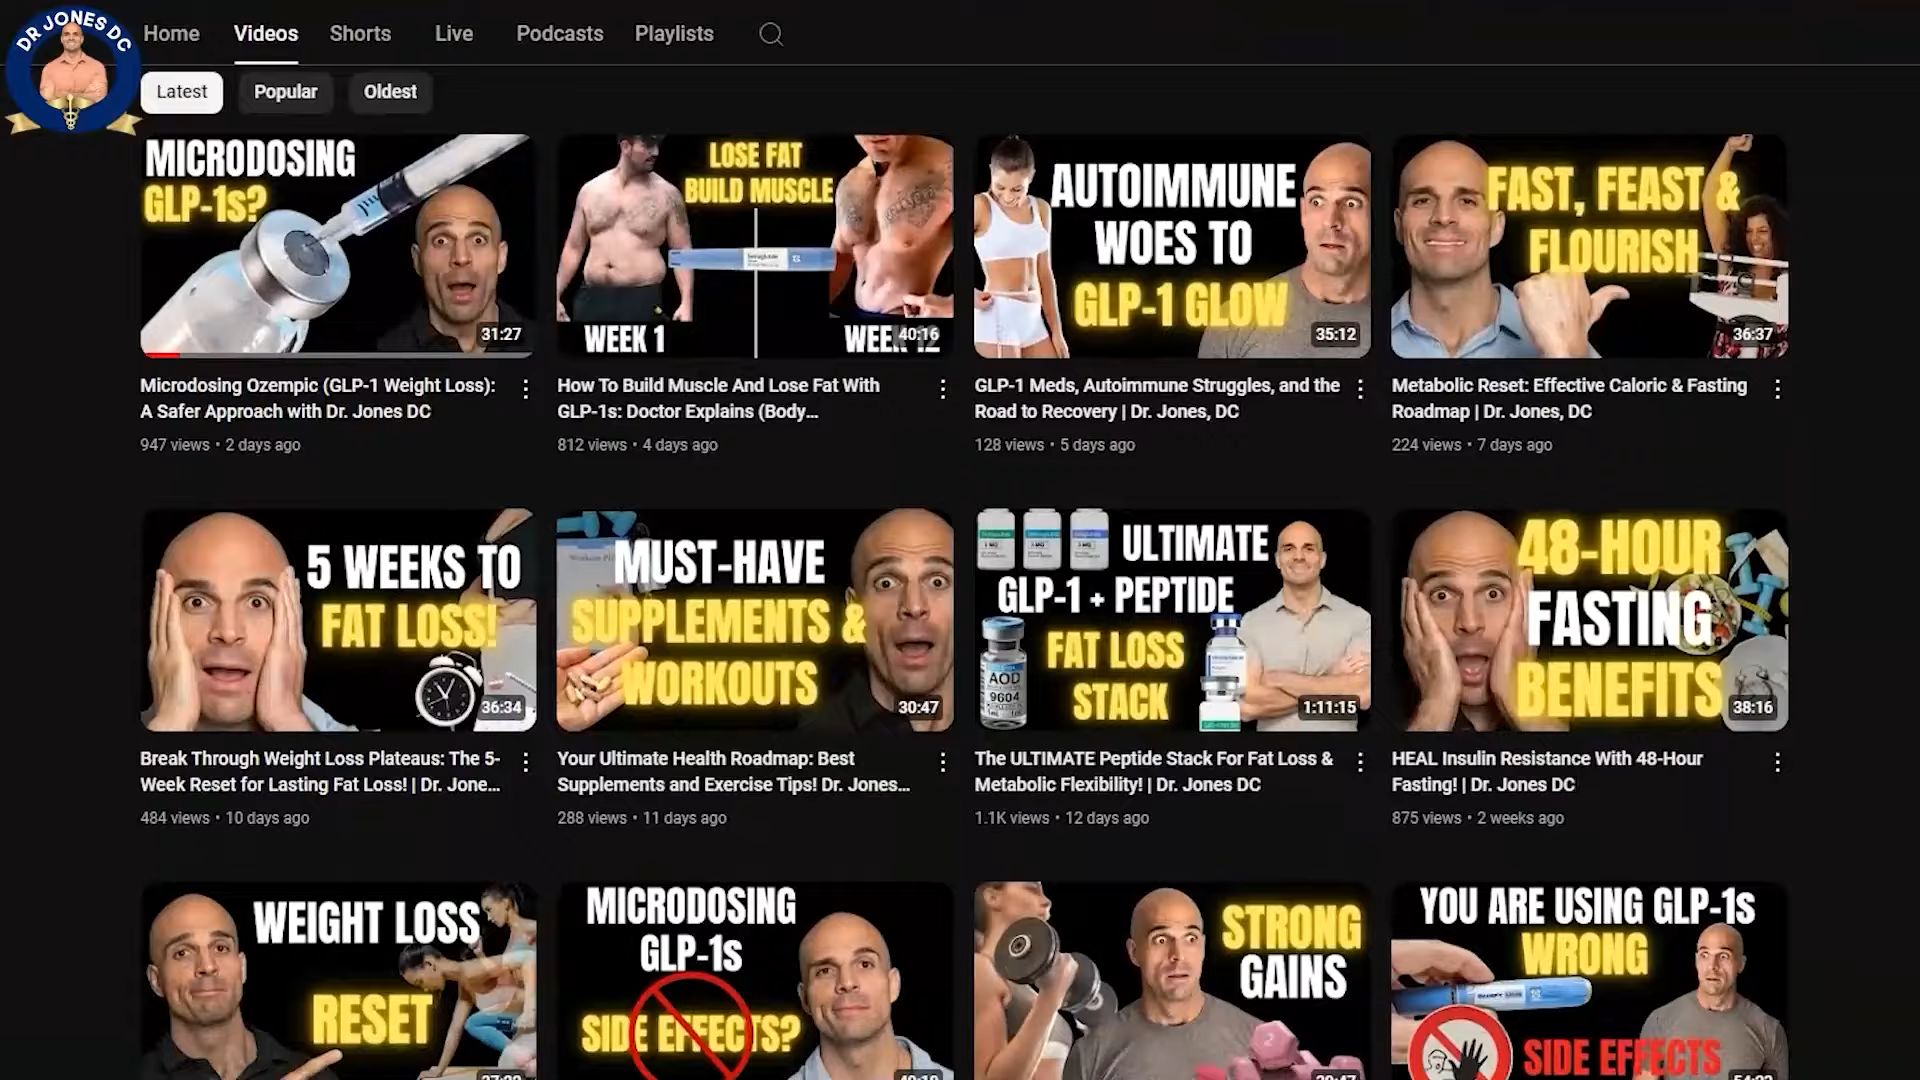 DR JONES DC
Home
Videos
Shorts
Live
Podcasts
Playlists
Latest
Popular
Oldest
MICRODOSING
GLP-1s?
31:27
LOSE FAT
BUILD MUSCLE
WEEK 1
WEEK 12
40:16
AUTOIMMUNE
WOES TO
GLP-1 GLOW
35:12
FAST, FEAST &
FLOURISH
36:37
Microdosing Ozempic (GLP-1 Weight Loss):
A Safer Approach with Dr. Jones DC
947 views • 2 days ago
How To Build Muscle And Lose Fat With
GLP-1s: Doctor Explains (Body...
812 views • 4 days ago
GLP-1 Meds, Autoimmune Struggles, and the
Road to Recovery | Dr. Jones, DC
128 views • 5 days ago
Metabolic Reset: Effective Caloric & Fasting
Roadmap | Dr. Jones, DC
224 views • 7 days ago
5 WEEKS TO
FAT LOSS!
36:34
MUST-HAVE
SUPPLEMENTS &
WORKOUTS
30:47
ULTIMATE
GLP-1 + PEPTIDE
FAT LOSS
STACK
AOD
9604
1:11:15
48-HOUR
FASTING
BENEFITS
38:16
Break Through Weight Loss Plateaus: The 5-
Week Reset for Lasting Fat Loss! | Dr. Jone...
484 views • 10 days ago
Your Ultimate Health Roadmap: Best
Supplements and Exercise Tips! Dr. Jones...
288 views • 11 days ago
The ULTIMATE Peptide Stack For Fat Loss &
Metabolic Flexibility! | Dr. Jones DC
1.1K views • 12 days ago
HEAL Insulin Resistance With 48-Hour
Fasting! | Dr. Jones DC
875 views • 2 weeks ago
WEIGHT LOSS
RESET
MICRODOSING
GLP-1s
SIDE EFFECTS?
STRONG
GAINS
YOU ARE USING GLP-1s
WRONG
SIDE EFFECTS